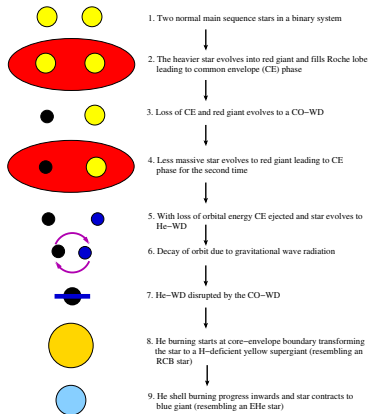 1. Two normal main sequence stars in a binary system
2. The heavier star evolves into red giant and fills Roche lobe
leading to common envelope (CE) phase
3. Loss of CE and red giant evolves to a CO−WD
4. Less massive star evolves to red giant leading to CE
phase for the second time
5. With loss of orbital energy CE ejected and star evolves to
He−WD
6. Decay of orbit due to gravitational wave radiation
7. He−WD disrupted by the CO−WD
8. He burning starts at core−envelope boundary transforming
the star to a H−deficient yellow supergiant (resembling an
RCB star)
9. He shell burning progress inwards and star contracts to
blue giant (resembling an EHe star)